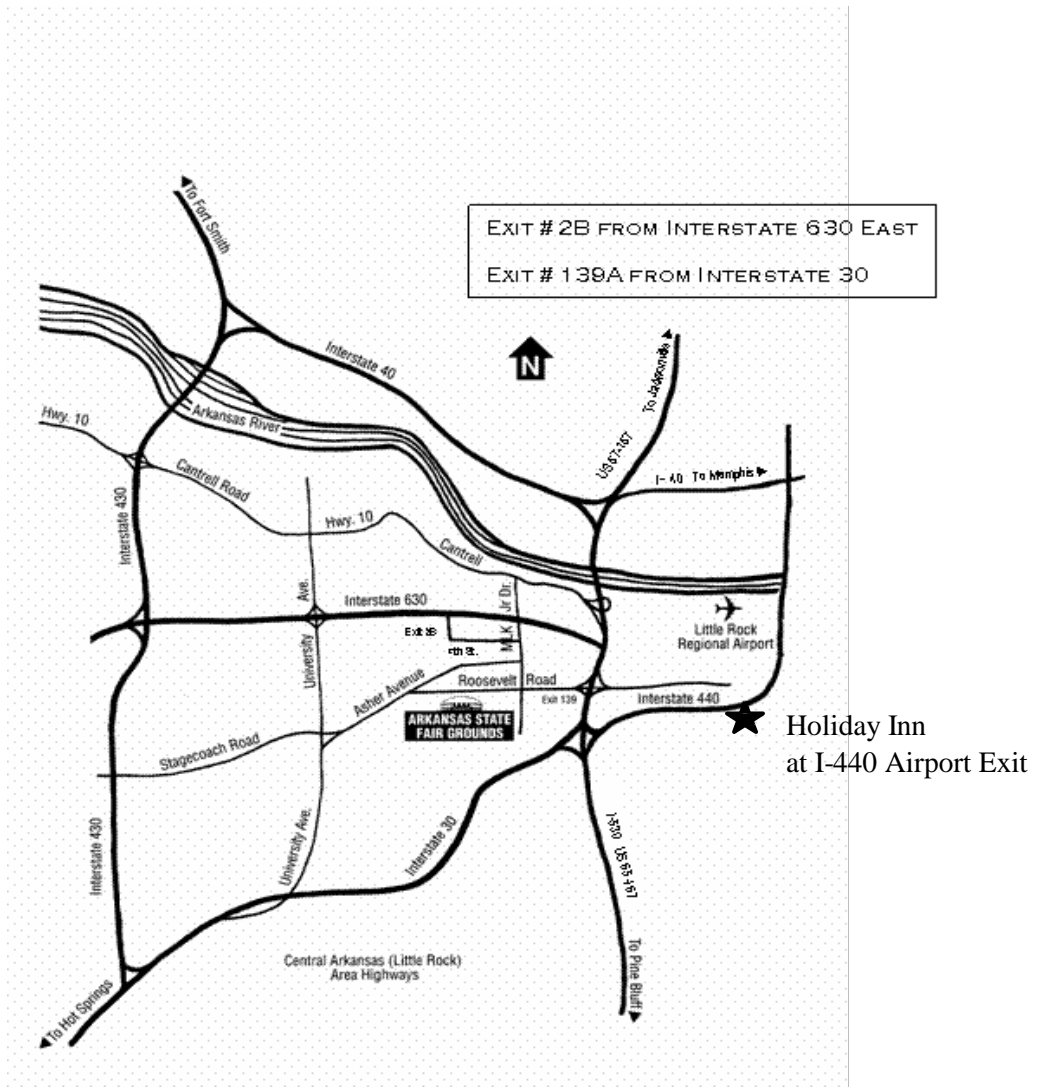 To Fort Smith
EXIT # 2B FROM INTERSTATE 630 EAST
EXIT # 139A FROM INTERSTATE 30
N
Interstate 40
To Jacksonville
US 67-167
I-40 To Memphis
Hwy. 10
Arkansas River
Cantrell Road
Hwy. 10
Cantrell
Interstate 430
Interstate 630
University Ave.
MLK Jr Dr.
Exit 2B
Little Rock
Regional Airport
Asher Avenue
Roosevelt Road
Exit 139
Interstate 440
ARKANSAS STATE
FAIR GROUNDS
Holiday Inn
at I-440 Airport Exit
Stagecoach Road
Interstate 430
University Ave.
Interstate 30
I-530 US 65-167
To Pine Bluff
Central Arkansas (Little Rock)
Area Highways
To Hot Springs